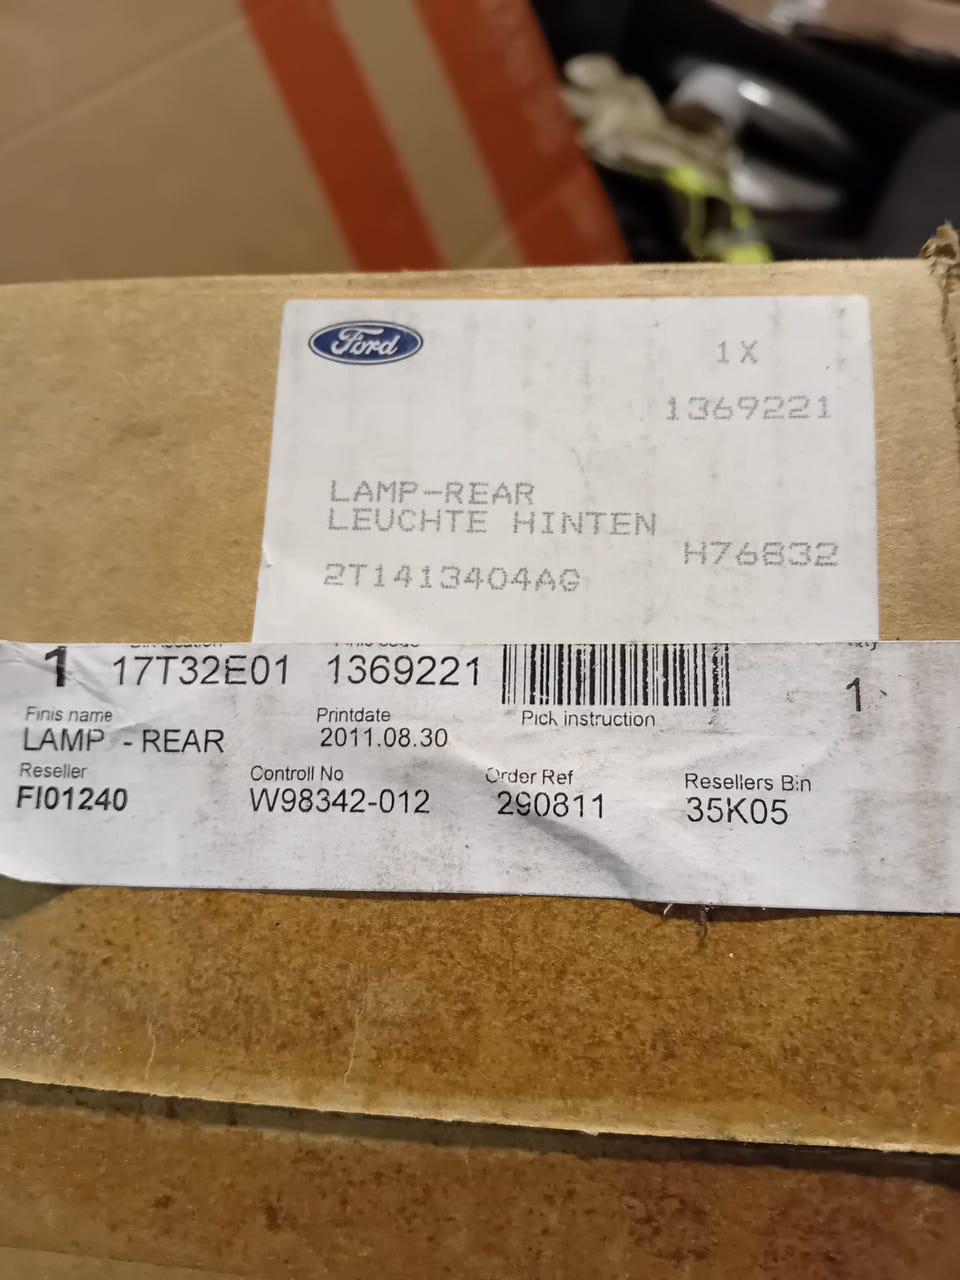 Ford
1 X
1369221
LAMP-REAR
LEUCHTE HINTEN
H76832
2T1413404AG
1 17T32E01 1369221 1
Finis name Printdate Pick instruction
LAMP - REAR 2011.08.30
Reseller Controll No Order Ref Resellers Bin
FI01240 W98342-012 290811 35K05